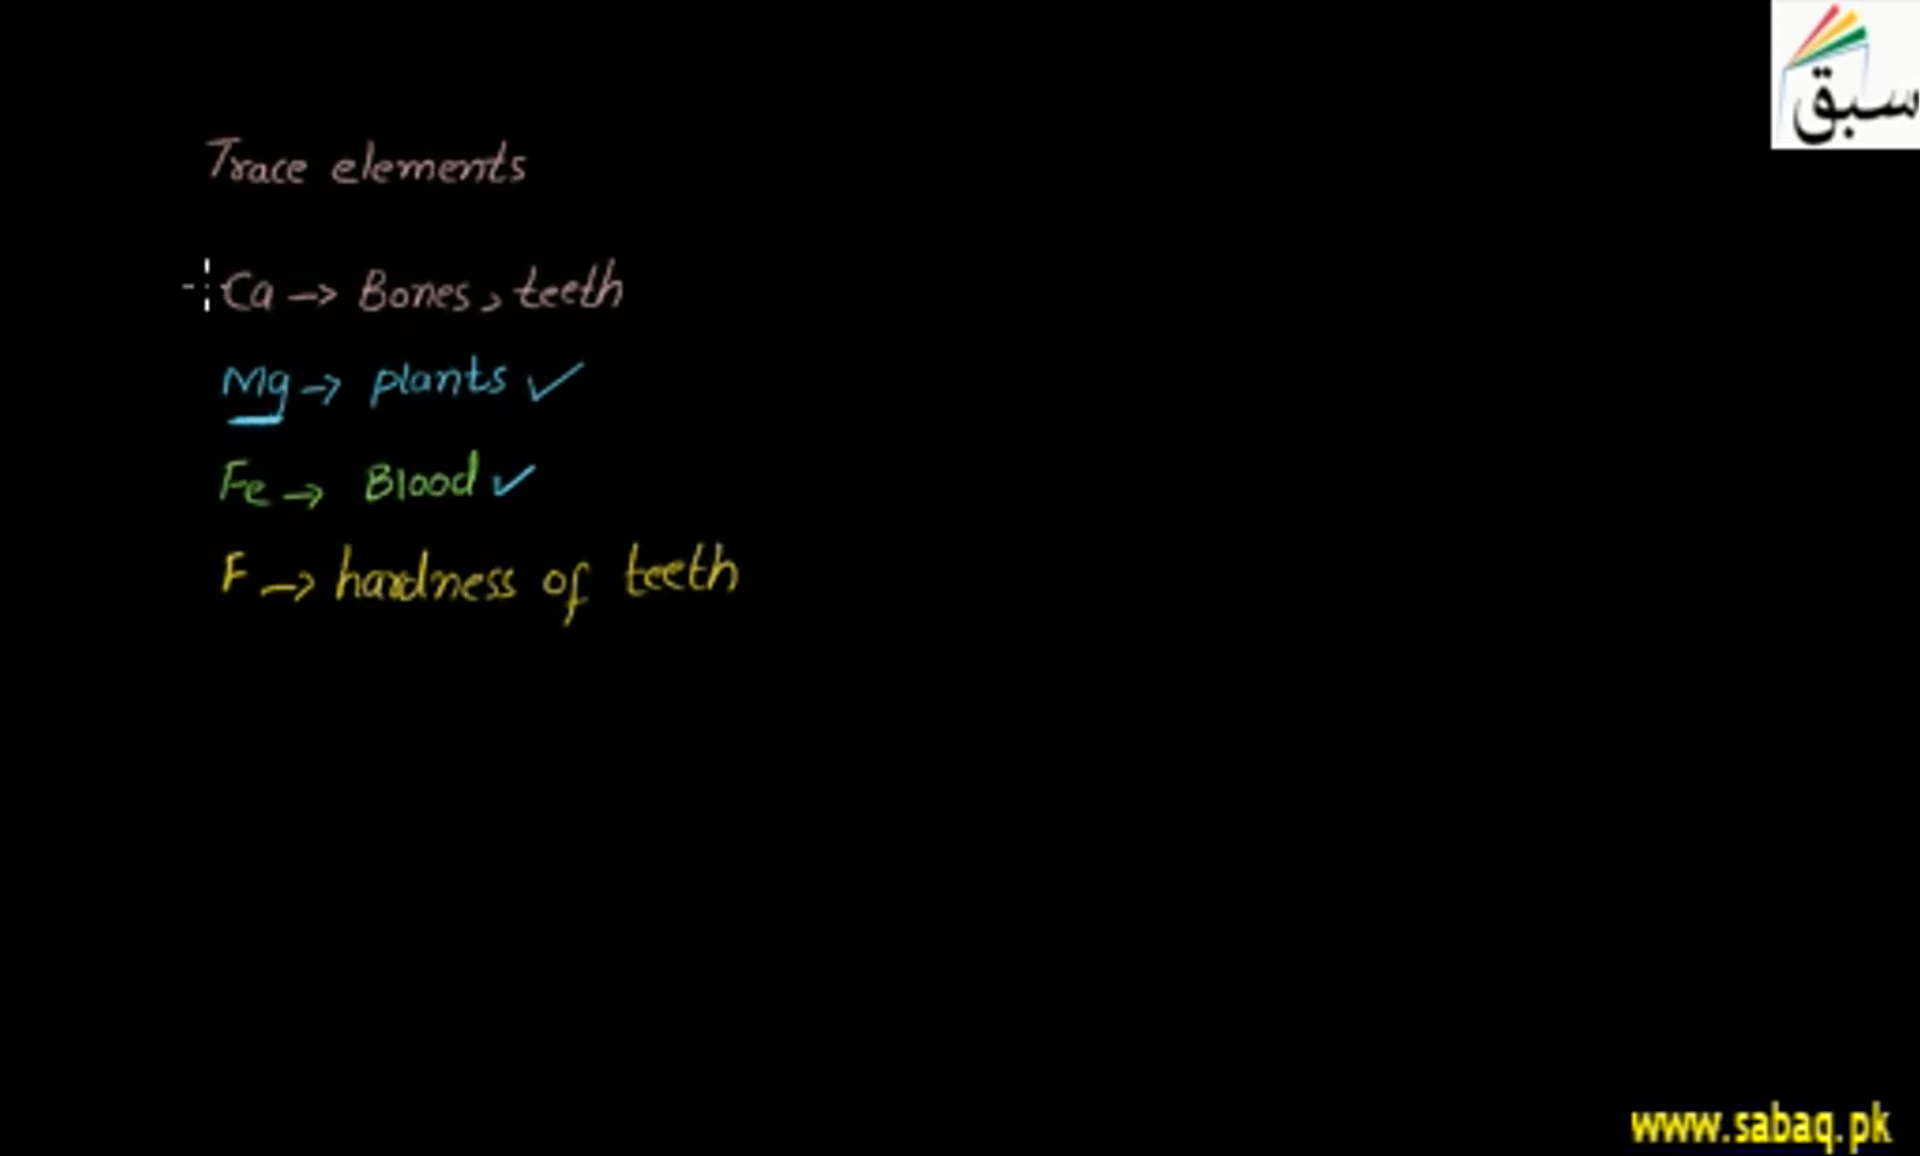 سبق
Trace elements
Ca → Bones, teeth
Mg → plants ✓
Fe → Blood ✓
F → hardness of teeth
www.sabaq.pk